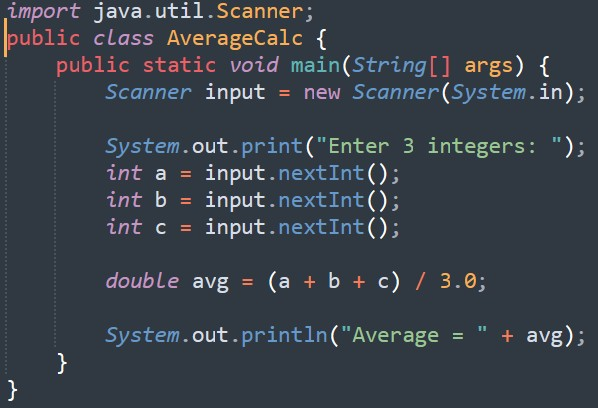 import java.util.Scanner;
public class AverageCalc {
    public static void main(String[] args) {
        Scanner input = new Scanner(System.in);

        System.out.print("Enter 3 integers: ");
        int a = input.nextInt();
        int b = input.nextInt();
        int c = input.nextInt();

        double avg = (a + b + c) / 3.0;

        System.out.println("Average = " + avg);
    }
}